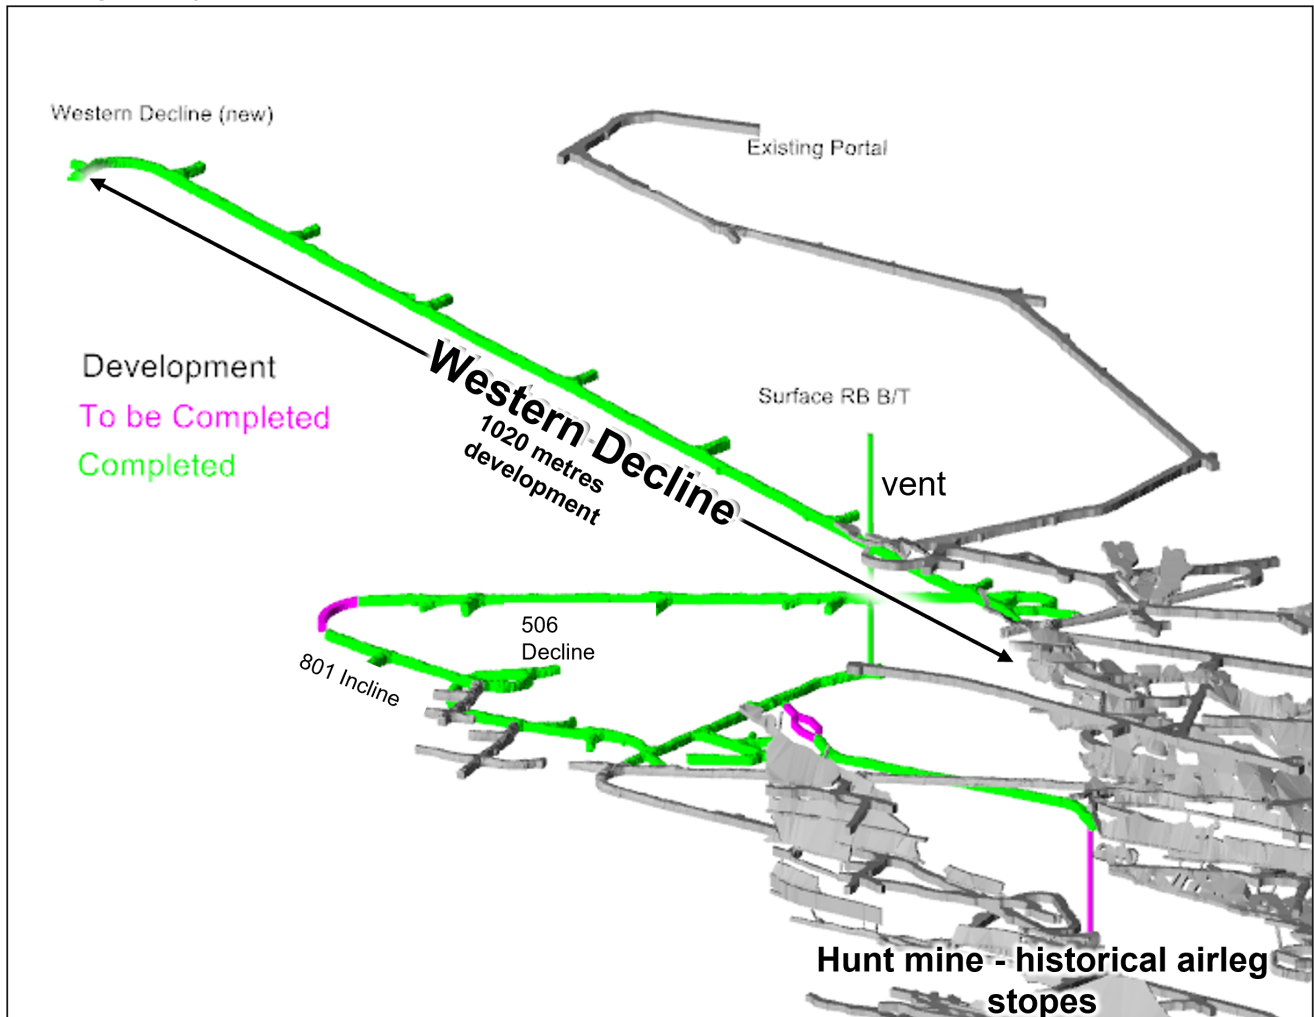 Western Decline (new)
Existing Portal
Development
To be Completed
Completed
Western Decline
1020 metres
development
Surface RB B/T
vent
506
Decline
801 Incline
Hunt mine - historical airleg
stopes